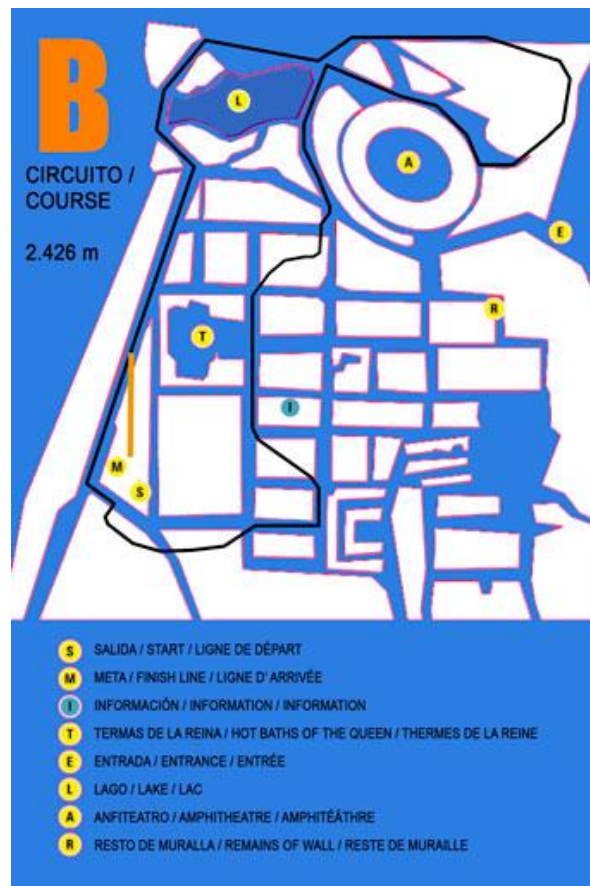 B
CIRCUITO /
COURSE
2.426 m
L
A
E
R
T
I
M
S
S SALIDA / START / LIGNE DE DÉPART
M META / FINISH LINE / LIGNE D' ARRIVÉE
I INFORMACIÓN / INFORMATION / INFORMATION
T TERMAS DE LA REINA / HOT BATHS OF THE QUEEN / THERMES DE LA REINE
E ENTRADA / ENTRANCE / ENTRÉE
L LAGO / LAKE / LAC
A ANFITEATRO / AMPHITHEATRE / AMPHITÉÂTHRE
R RESTO DE MURALLA / REMAINS OF WALL / RESTE DE MURAILLE